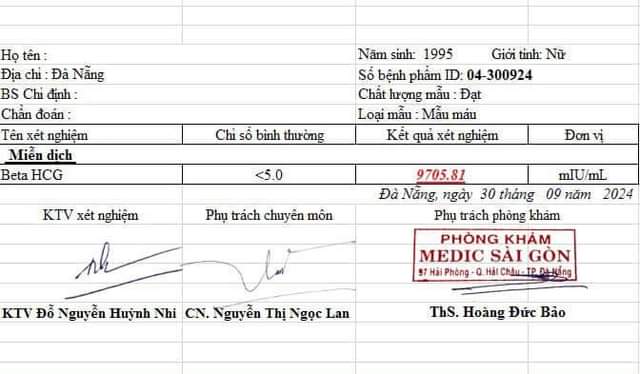 Họ tên :
Năm sinh: 1995 Giới tính: Nữ
Địa chỉ : Đà Nẵng
Số bệnh phẩm ID: 04-300924
BS Chỉ định :
Chất lượng mẫu : Đạt
Chẩn đoán :
Loại mẫu : Mẫu máu
Tên xét nghiệm Chỉ số bình thường Kết quả xét nghiệm Đơn vị
Miễn dịch
Beta HCG <5.0 9705.81 mIU/mL
Đà Nẵng, ngày 30 tháng 09 năm 2024
KTV xét nghiệm Phụ trách chuyên môn Phụ trách phòng khám
PHÒNG KHÁM
MEDIC SÀI GÒN
97 Hải Phòng - Q. Hải Châu - TP. Đà Nẵng
KTV Đỗ Nguyễn Huỳnh Nhi CN. Nguyễn Thị Ngọc Lan ThS. Hoàng Đức Bảo